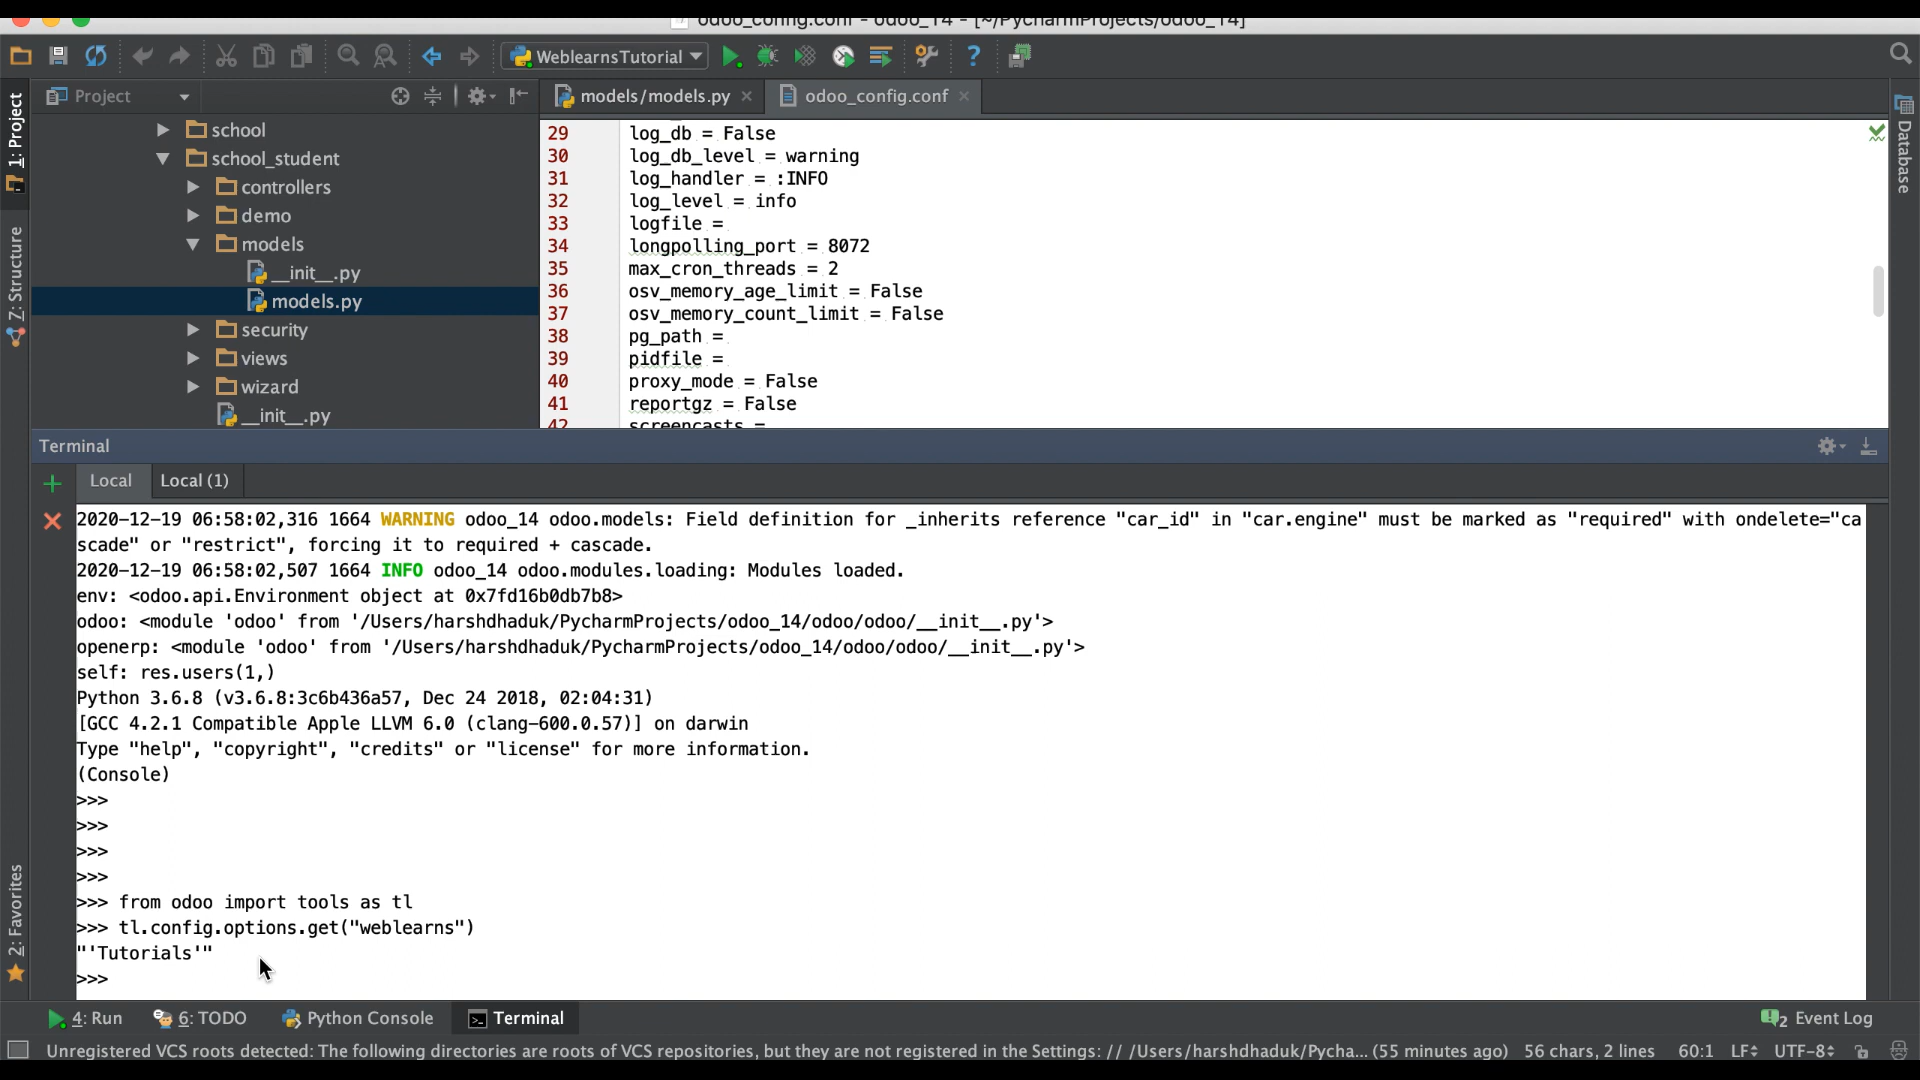 odoo_config.conf - odoo_14 - [~/PycharmProjects/odoo_14]
WeblearnsTutorial
Project
models/models.py
odoo_config.conf
1: Project
Z: Structure
2: Favorites
Database
school
school_student
controllers
demo
models
__init__.py
models.py
security
views
wizard
__init__.py
29 log_db = False
30 log_db_level = warning
31 log_handler = :INFO
32 log_level = info
33 logfile =
34 longpolling_port = 8072
35 max_cron_threads = 2
36 osv_memory_age_limit = False
37 osv_memory_count_limit = False
38 pg_path =
39 pidfile =
40 proxy_mode = False
41 reportgz = False
42 screencasts =
Terminal
Local
Local (1)
2020-12-19 06:58:02,316 1664 WARNING odoo_14 odoo.models: Field definition for _inherits reference "car_id" in "car.engine" must be marked as "required" with ondelete="ca
scade" or "restrict", forcing it to required + cascade.
2020-12-19 06:58:02,507 1664 INFO odoo_14 odoo.modules.loading: Modules loaded.
env: <odoo.api.Environment object at 0x7fd16b0db7b8>
odoo: <module 'odoo' from '/Users/harshdhaduk/PycharmProjects/odoo_14/odoo/odoo/__init__.py'>
openerp: <module 'odoo' from '/Users/harshdhaduk/PycharmProjects/odoo_14/odoo/odoo/__init__.py'>
self: res.users(1,)
Python 3.6.8 (v3.6.8:3c6b436a57, Dec 24 2018, 02:04:31)
[GCC 4.2.1 Compatible Apple LLVM 6.0 (clang-600.0.57)] on darwin
Type "help", "copyright", "credits" or "license" for more information.
(Console)
>>>
>>>
>>>
>>>
>>> from odoo import tools as tl
>>> tl.config.options.get("weblearns")
"'Tutorials'"
>>>
4: Run
6: TODO
Python Console
Terminal
2 Event Log
Unregistered VCS roots detected: The following directories are roots of VCS repositories, but they are not registered in the Settings: // /Users/harshdhaduk/Pycha... (55 minutes ago) 56 chars, 2 lines 60:1 LF UTF-8